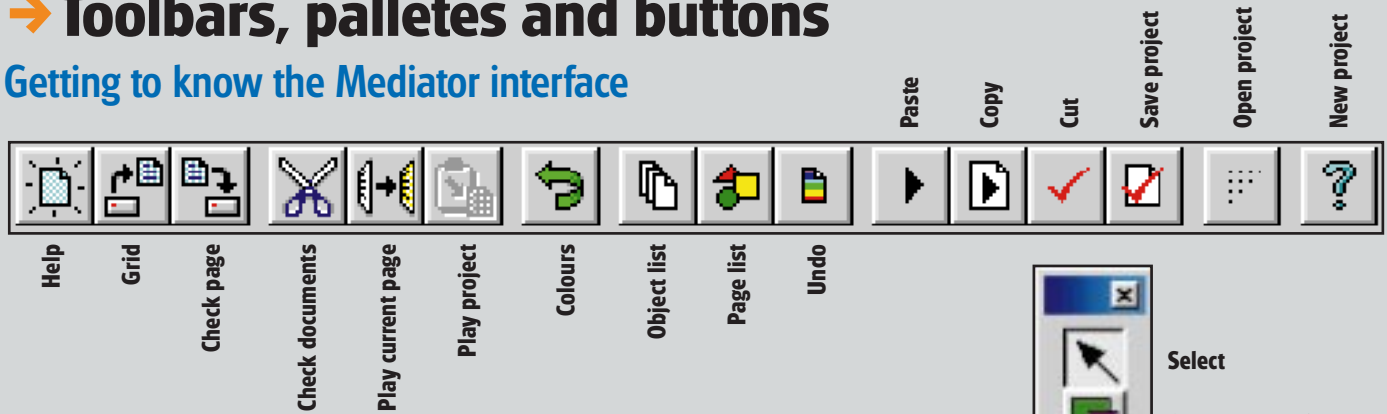 → Toolbars, palletes and buttons
Getting to know the Mediator interface
Paste
Copy
Cut
Save project
Open project
New project
Help
Grid
Check page
Check documents
Play current page
Play project
Colours
Object list
Page list
Undo
Select